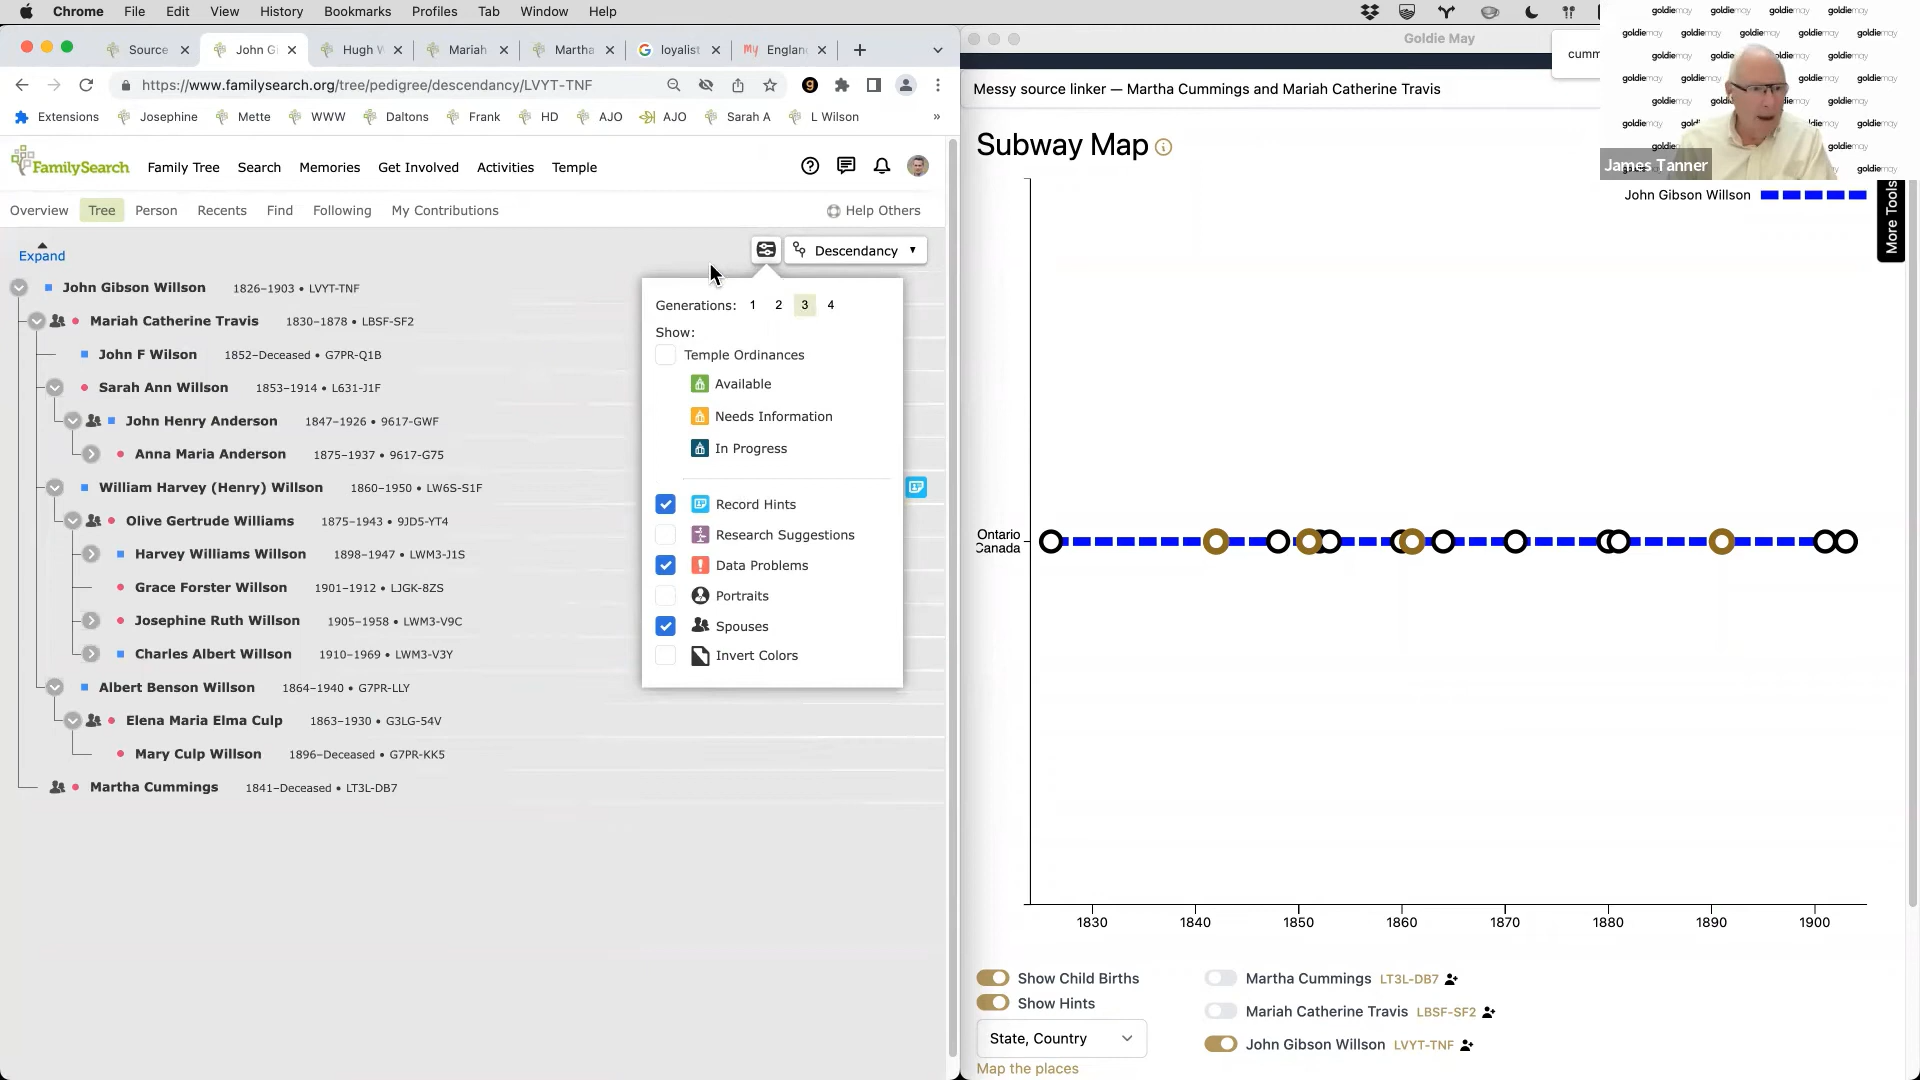 Chrome File Edit View History Bookmarks Profiles Tab Window Help
Source John Gi Hugh W Mariah Martha loyalist My Englan
https://www.familysearch.org/tree/pedigree/descendancy/LVYT-TNF
Extensions Josephine Mette WWW Daltons Frank HD AJO AJO Sarah A L Wilson »
FamilySearch Family Tree Search Memories Get Involved Activities Temple
Overview Tree Person Recents Find Following My Contributions Help Others
Expand
Descendancy
John Gibson Willson 1826–1903 • LVYT-TNF
Mariah Catherine Travis 1830–1878 • LBSF-SF2
John F Wilson 1852–Deceased • G7PR-Q1B
Sarah Ann Willson 1853–1914 • L631-J1F
John Henry Anderson 1847–1926 • 9617-GWF
Anna Maria Anderson 1875–1937 • 9617-G75
William Harvey (Henry) Willson 1860–1950 • LW6S-S1F
Olive Gertrude Williams 1875–1943 • 9JD5-YT4
Harvey Williams Willson 1898–1947 • LWM3-J1S
Grace Forster Willson 1901–1912 • LJGK-8ZS
Josephine Ruth Willson 1905–1958 • LWM3-V9C
Charles Albert Willson 1910–1969 • LWM3-V3Y
Albert Benson Willson 1864–1940 • G7PR-LLY
Elena Maria Elma Culp 1863–1930 • G3LG-54V
Mary Culp Willson 1896–Deceased • G7PR-KK5
Martha Cummings 1841–Deceased • LT3L-DB7
Generations: 1 2 3 4
Show:
Temple Ordinances
Available
Needs Information
In Progress
Record Hints
Research Suggestions
Data Problems
Portraits
Spouses
Invert Colors
Goldie May
cumm
Messy source linker — Martha Cummings and Mariah Catherine Travis
Subway Map
goldiemay goldiemay goldiemay goldiemay
James Tanner
John Gibson Willson
More Tools
Ontario
Canada
1830 1840 1850 1860 1870 1880 1890 1900
Show Child Births
Show Hints
State, Country
Map the places
Martha Cummings LT3L-DB7
Mariah Catherine Travis LBSF-SF2
John Gibson Willson LVYT-TNF